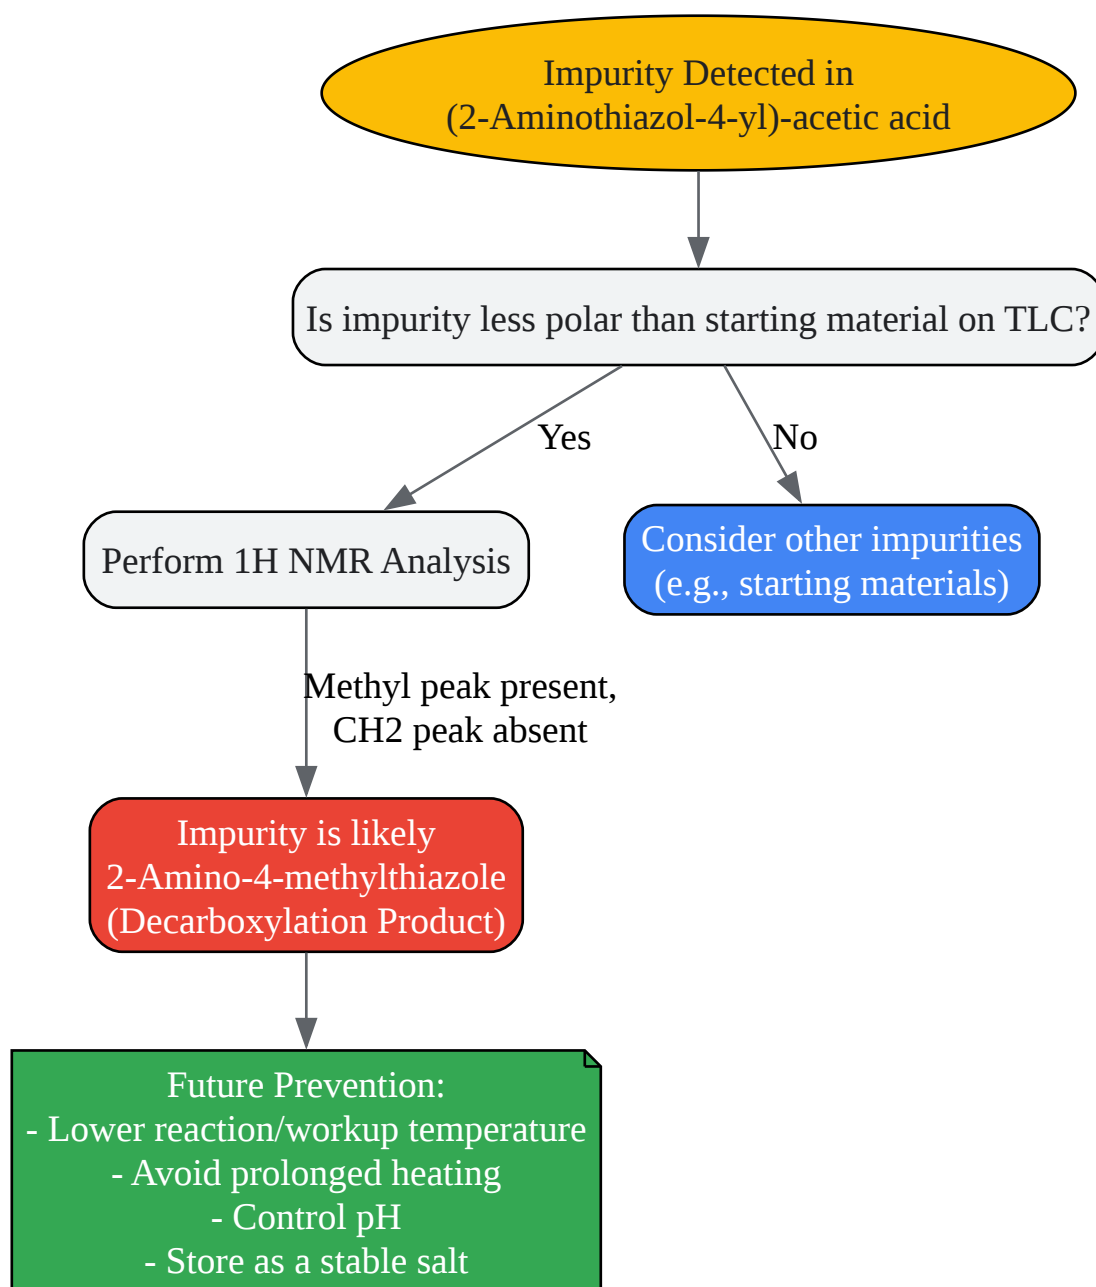 Impurity Detected in
(2-Aminothiazol-4-yl)-acetic acid
Is impurity less polar than starting material on TLC?
Yes
No
Perform 1H NMR Analysis
Consider other impurities
(e.g., starting materials)
Methyl peak present,
CH2 peak absent
Impurity is likely
2-Amino-4-methylthiazole
(Decarboxylation Product)
Future Prevention:
- Lower reaction/workup temperature
- Avoid prolonged heating
- Control pH
- Store as a stable salt